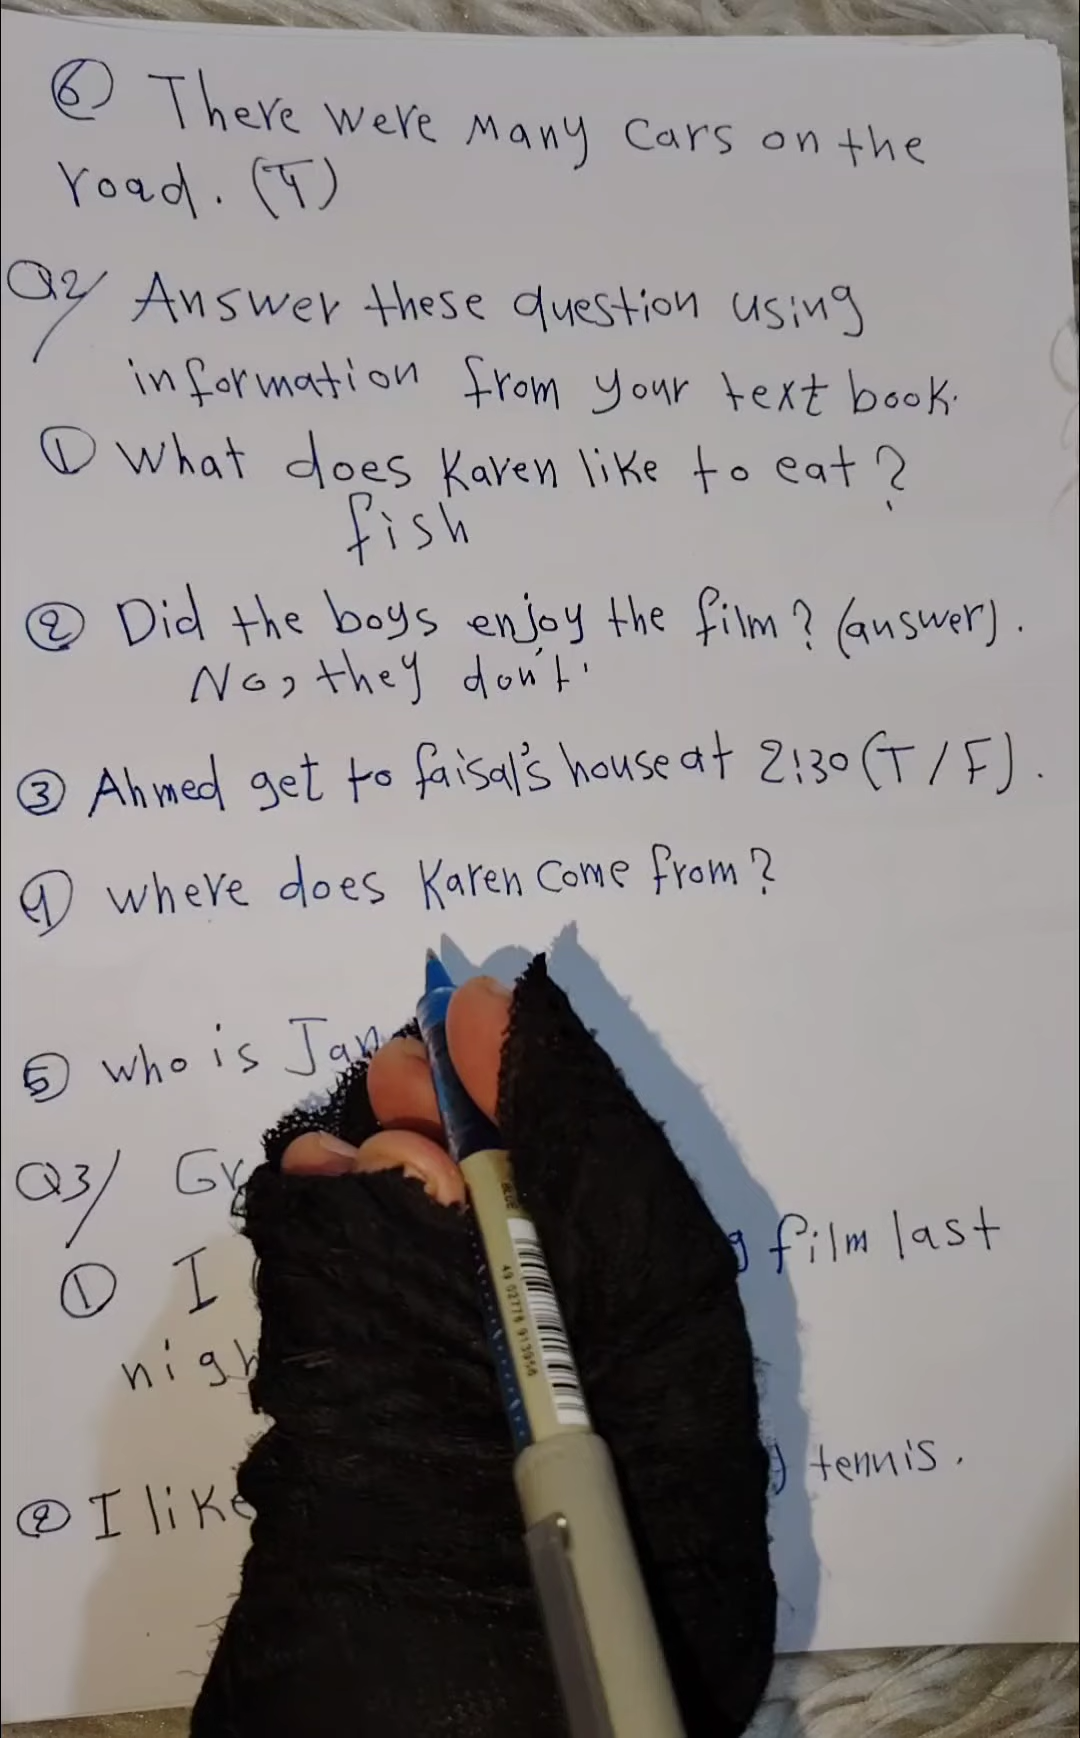 6 There were many cars on the
road. (T)
Q2/ Answer these question using
information from your text book.
1 What does Karen like to eat?
fish
2 Did the boys enjoy the film? (answer).
No, they don't.
3 Ahmed get to faisal's house at 2:30 (T/F).
4 where does Karen come from?
5 who is
Q3/
1 I film last
2 I like tennis.